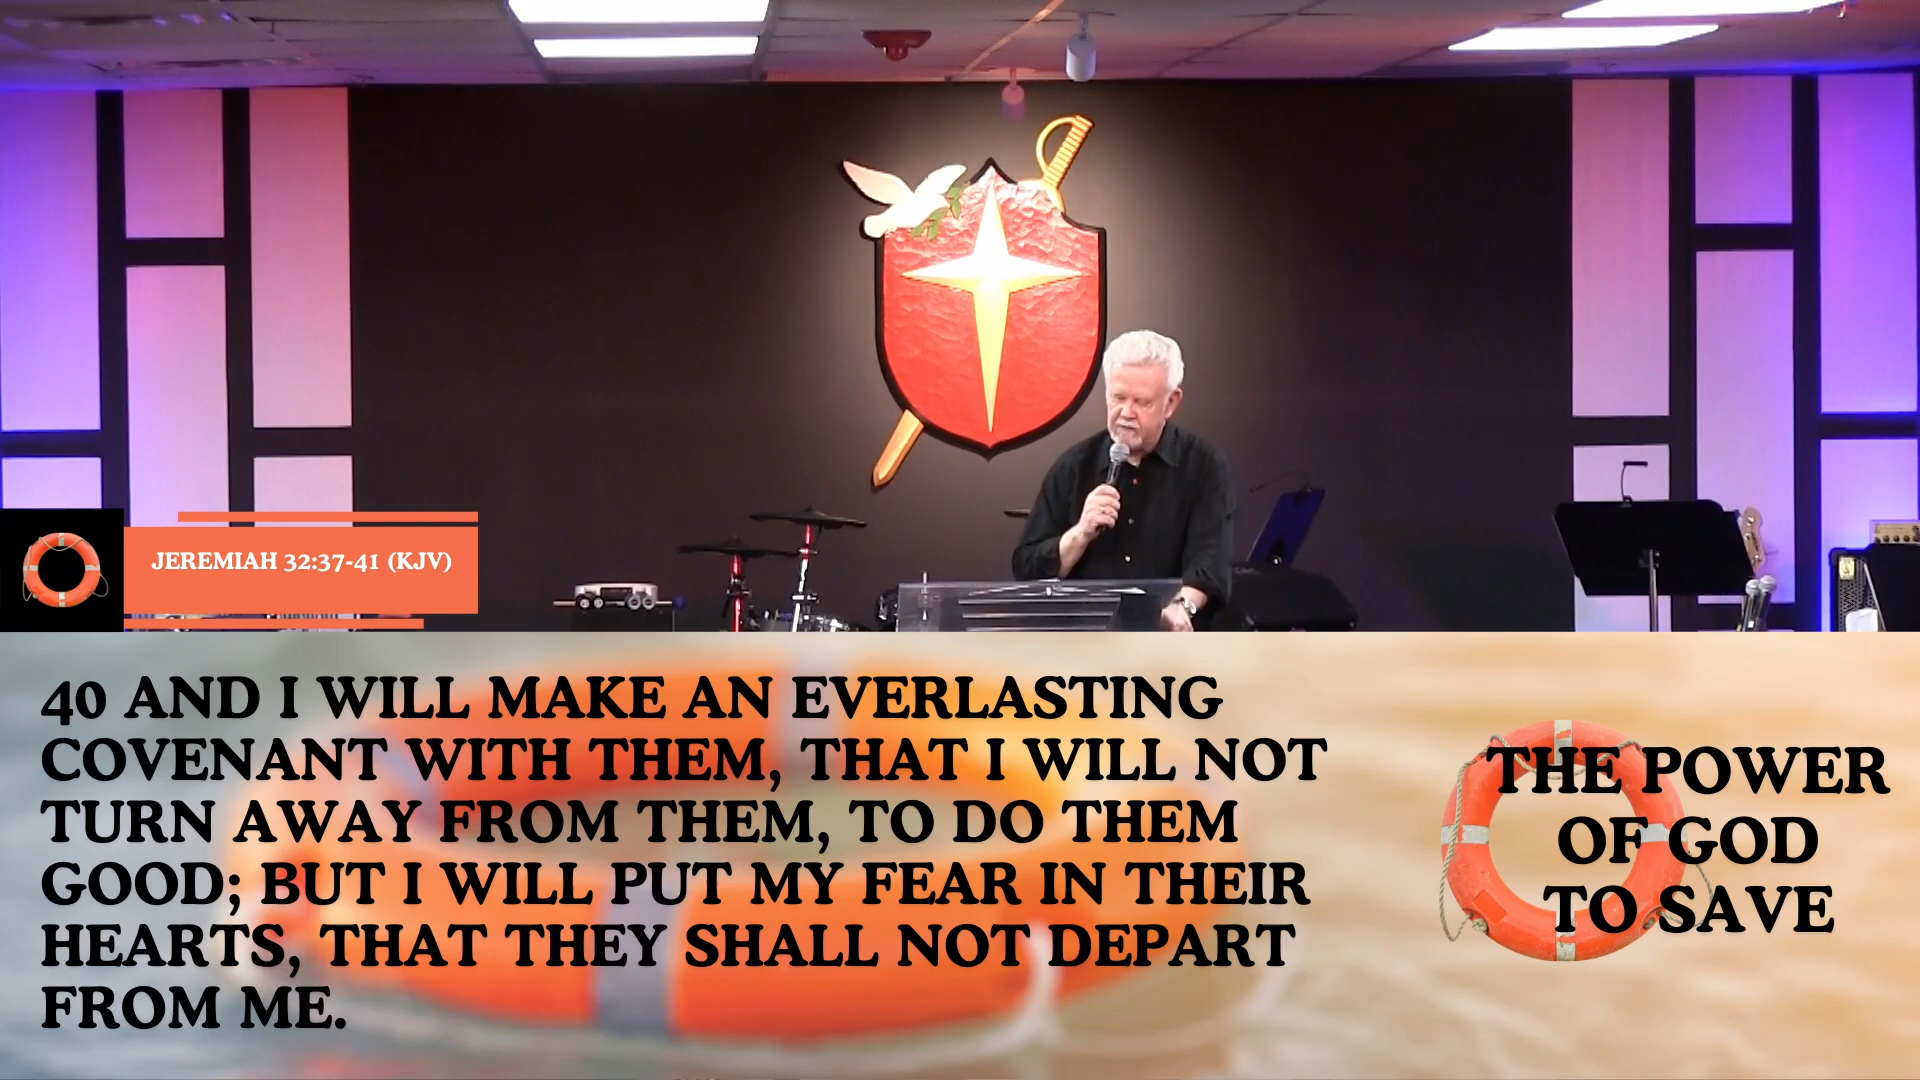 JEREMIAH 32:37-41 (KJV)
40 AND I WILL MAKE AN EVERLASTING
COVENANT WITH THEM, THAT I WILL NOT
TURN AWAY FROM THEM, TO DO THEM
GOOD; BUT I WILL PUT MY FEAR IN THEIR
HEARTS, THAT THEY SHALL NOT DEPART
FROM ME.
THE POWER
OF GOD
TO SAVE